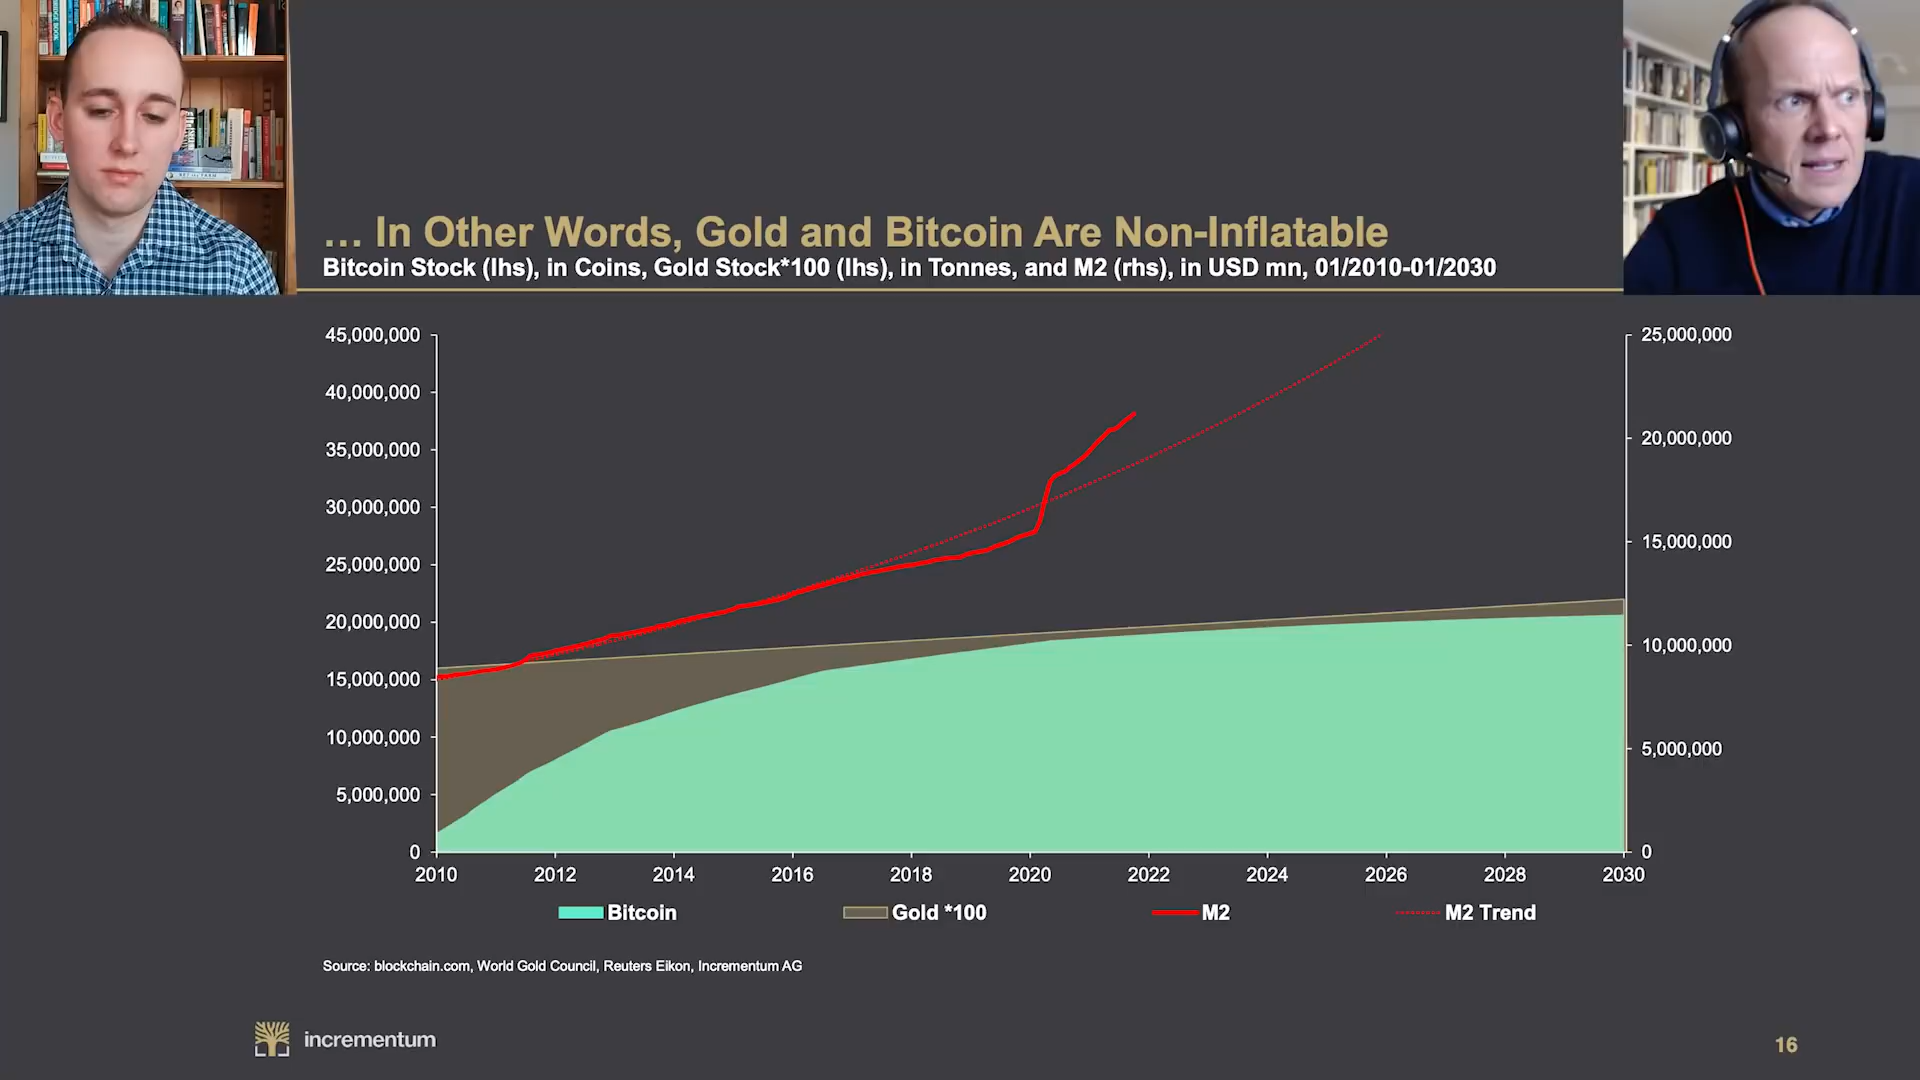 … In Other Words, Gold and Bitcoin Are Non-Inflatable
Bitcoin Stock (lhs), in Coins, Gold Stock*100 (lhs), in Tonnes, and M2 (rhs), in USD mn, 01/2010-01/2030
45,000,000
40,000,000
35,000,000
30,000,000
25,000,000
20,000,000
15,000,000
10,000,000
5,000,000
0
25,000,000
20,000,000
15,000,000
10,000,000
5,000,000
0
2010 2012 2014 2016 2018 2020 2022 2024 2026 2028 2030
Bitcoin Gold *100 M2 M2 Trend
Source: blockchain.com, World Gold Council, Reuters Eikon, Incrementum AG
incrementum
16